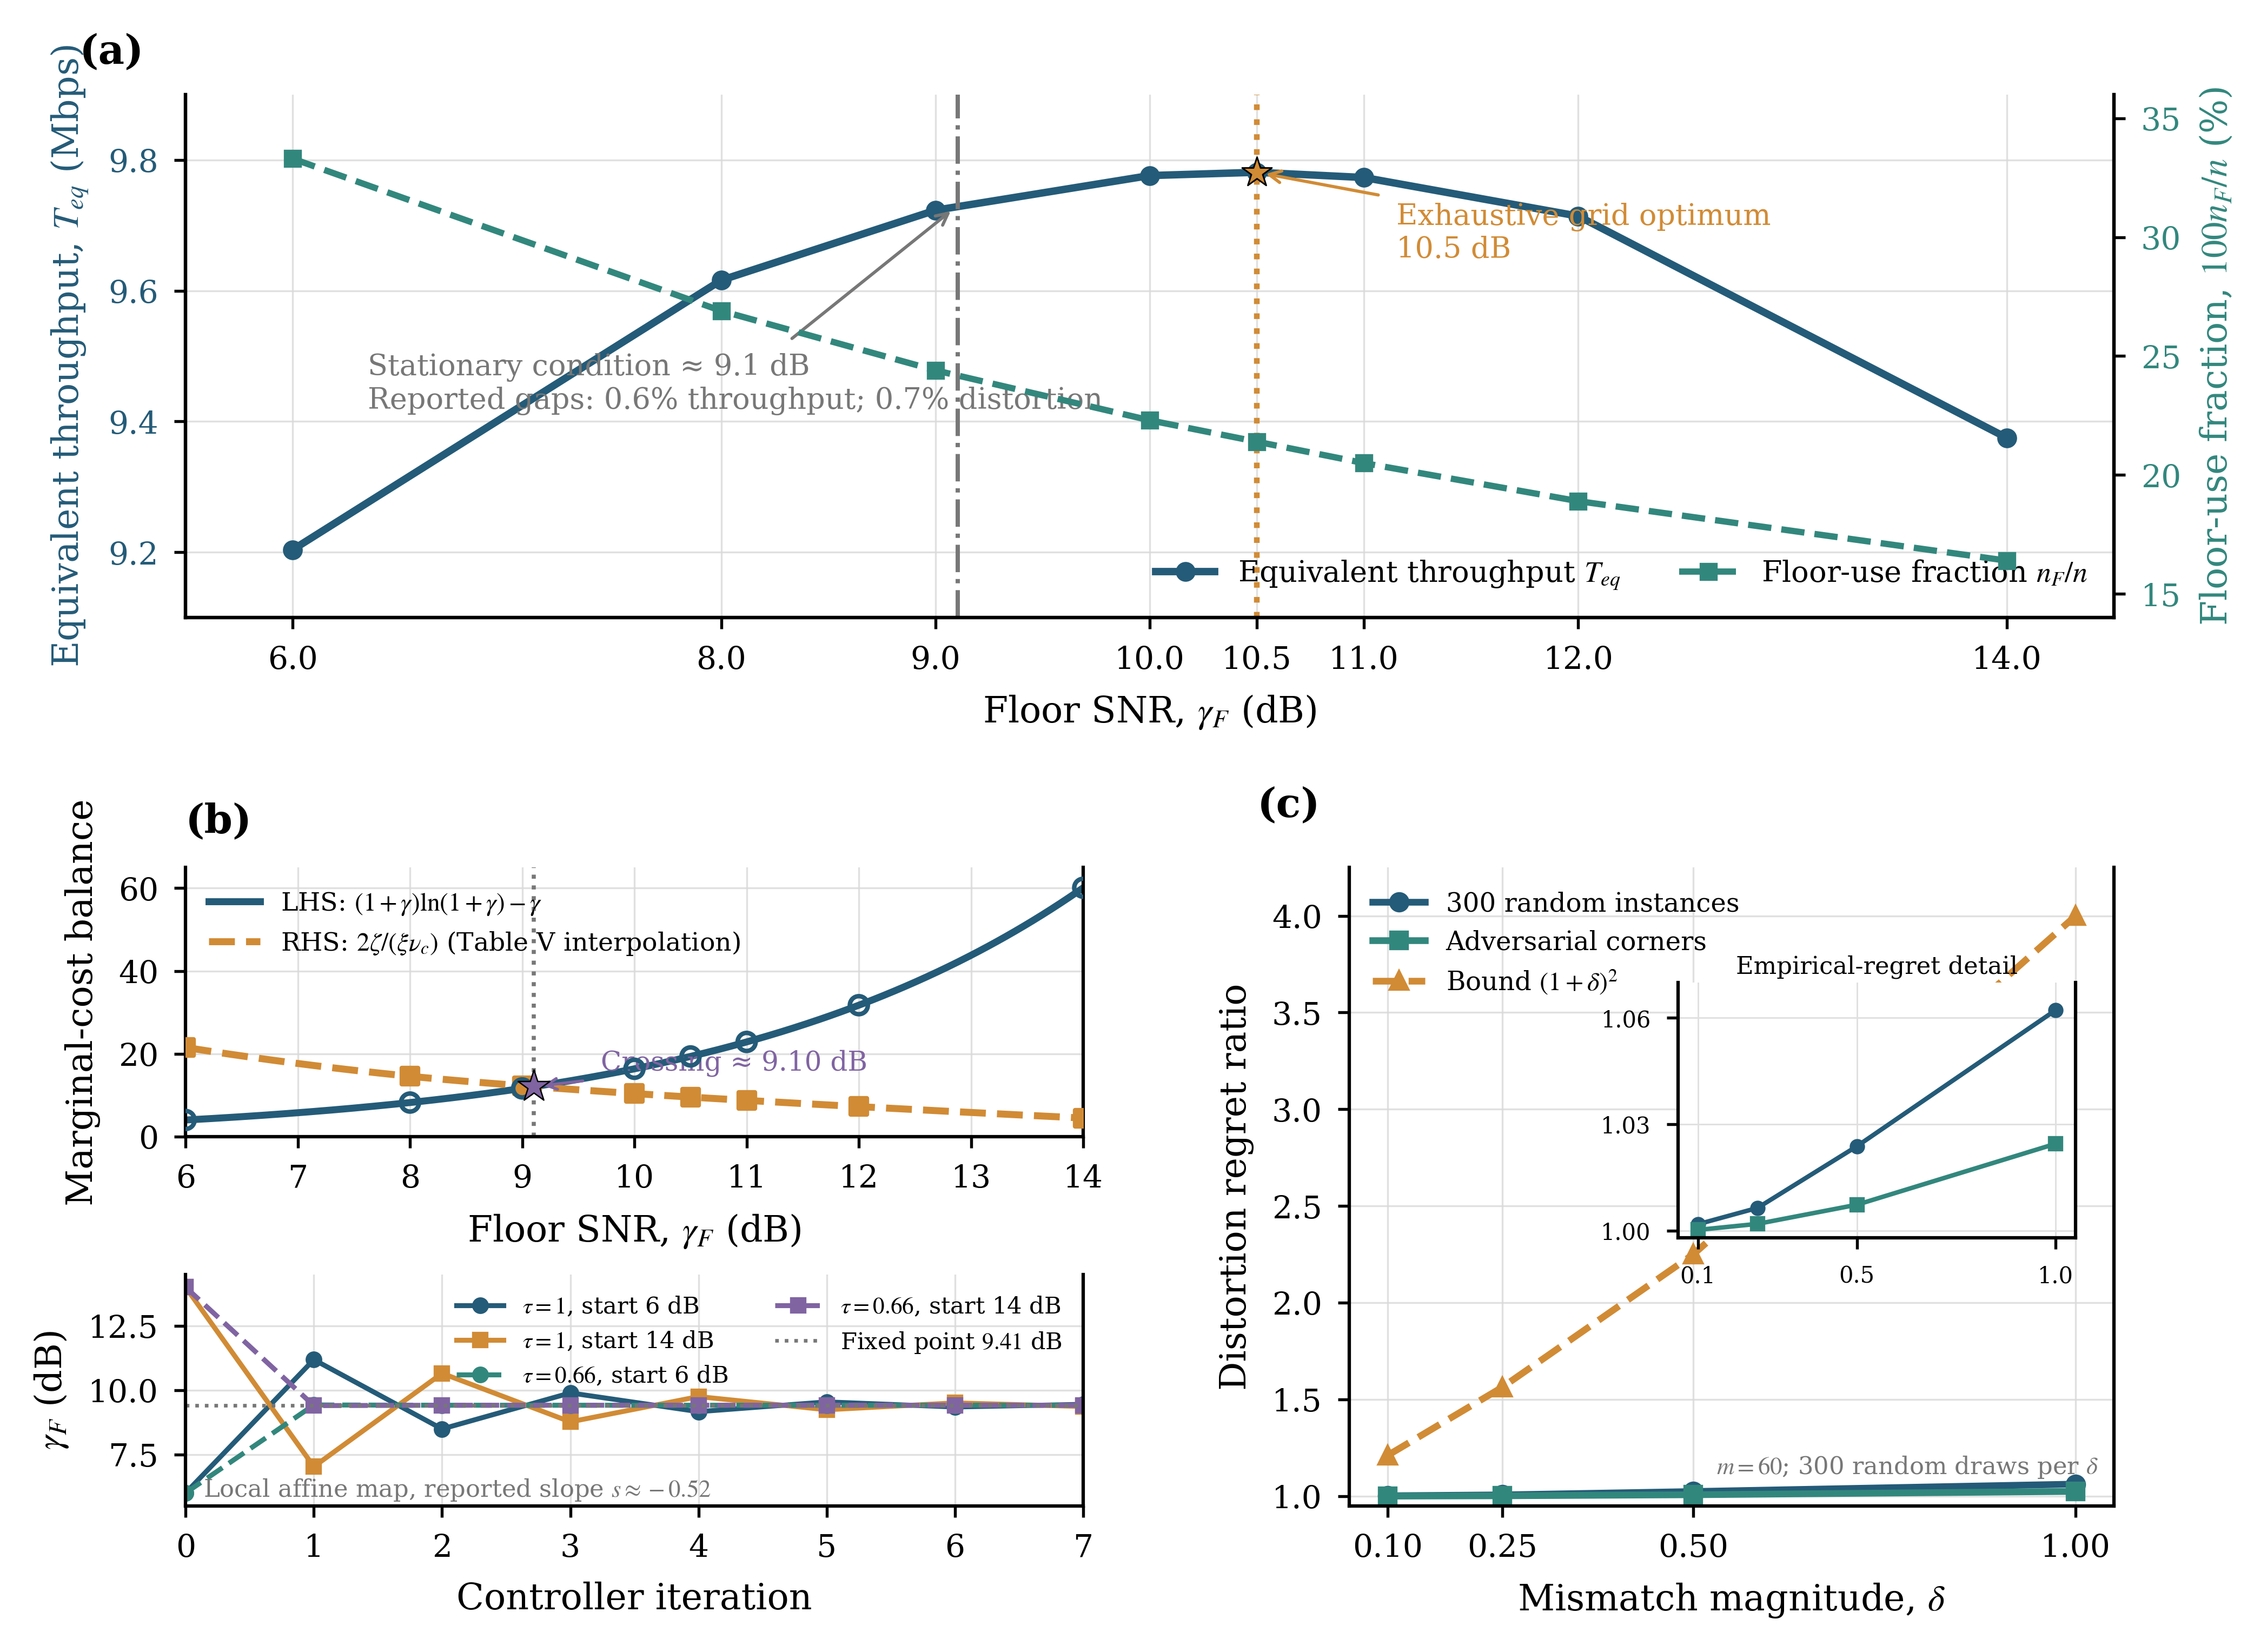 (a)
Equivalent throughput, T_eq (Mbps)
9.8
9.6
9.4
9.2
35
30
25
20
15
Floor-use fraction, 100n_F/n (%)
Exhaustive grid optimum
10.5 dB
Stationary condition ≈ 9.1 dB
Reported gaps: 0.6% throughput; 0.7% distortion
Equivalent throughput T_eq
Floor-use fraction n_F/n
6.0 8.0 9.0 10.0 10.5 11.0 12.0 14.0
Floor SNR, γ_F (dB)
(b)
Marginal-cost balance
60
40
20
0
LHS: (1+γ)ln(1+γ)−γ
RHS: 2ζ/(ξν_c) (Table V interpolation)
Crossing ≈ 9.10 dB
6 7 8 9 10 11 12 13 14
Floor SNR, γ_F (dB)
γ_F (dB)
12.5
10.0
7.5
τ=1, start 6 dB
τ=1, start 14 dB
τ=0.66, start 6 dB
τ=0.66, start 14 dB
Fixed point 9.41 dB
Local affine map, reported slope s≈−0.52
0 1 2 3 4 5 6 7
Controller iteration
(c)
Distortion regret ratio
4.0
3.5
3.0
2.5
2.0
1.5
1.0
300 random instances
Adversarial corners
Bound (1+δ)²
Empirical-regret detail
1.06
1.03
1.00
0.1 0.5 1.0
m=60; 300 random draws per δ
0.10 0.25 0.50 1.00
Mismatch magnitude, δ